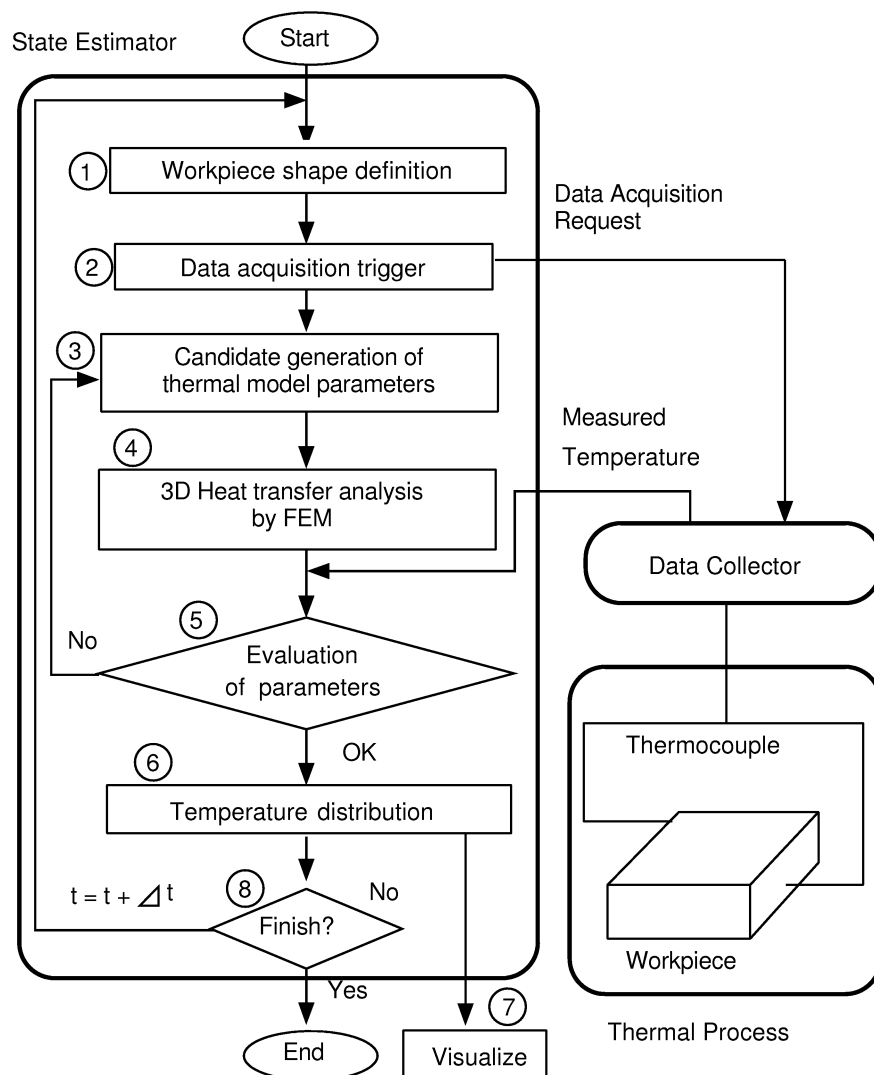 State Estimator
Start
1
Workpiece shape definition
Data Acquisition
Request
2
Data acquisition trigger
3
Candidate generation of
thermal model parameters
Measured
Temperature
4
3D Heat transfer analysis
by FEM
Data Collector
5
No
Evaluation
of parameters
OK
Thermocouple
6
Temperature distribution
t = t + ⊿ t
8
No
Finish?
Workpiece
Yes
7
Thermal Process
End
Visualize